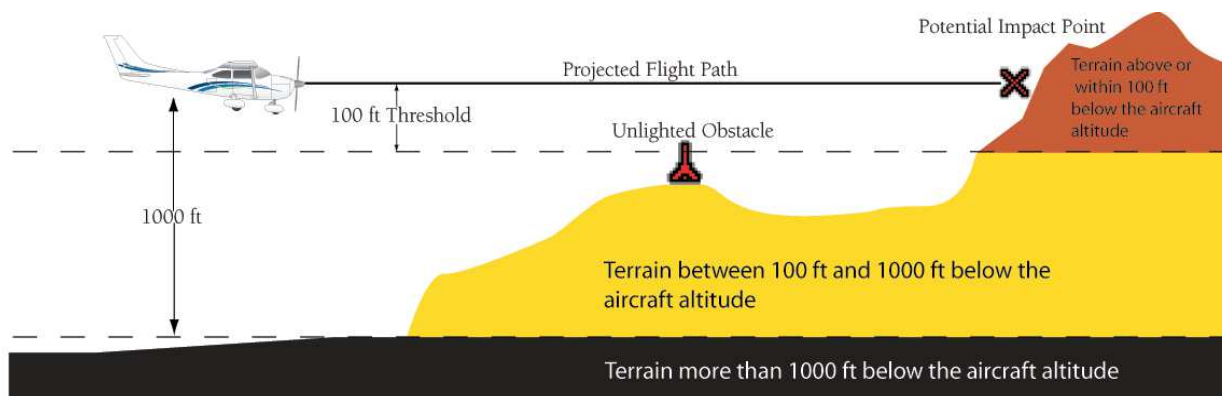 Potential Impact Point
Projected Flight Path
Terrain above or
within 100 ft
below the aircraft
altitude
100 ft Threshold
Unlighted Obstacle
1000 ft
Terrain between 100 ft and 1000 ft below the
aircraft altitude
Terrain more than 1000 ft below the aircraft altitude